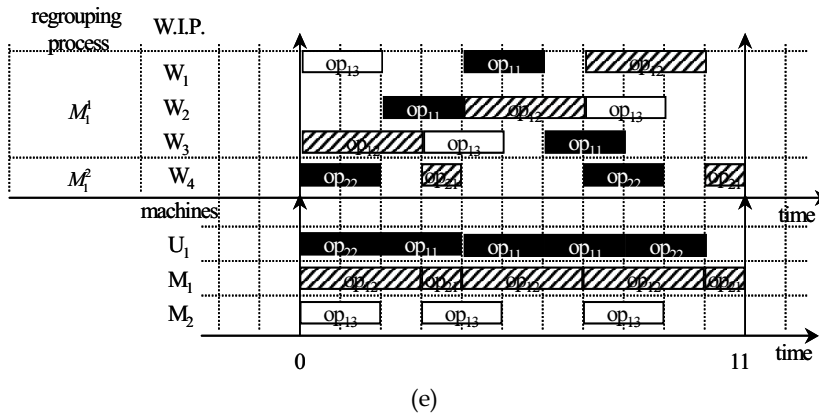 regrouping process W.I.P.
W₁ op₁₃ op₁₁ op₁₂
M₁¹ W₂ op₁₁ op₁₂ op₁₃
W₃ op₁₂ op₁₃ op₁₁
M₁² W₄ op₂₂ op₂₁ op₂₂ op₂₁
machines time
U₁ op₂₂ op₁₁ op₁₁ op₁₁ op₂₂
M₁ op₁₂ op₂₁ op₁₂ op₁₂ op₂₁
M₂ op₁₃ op₁₃ op₁₃
time
0 11
(e)